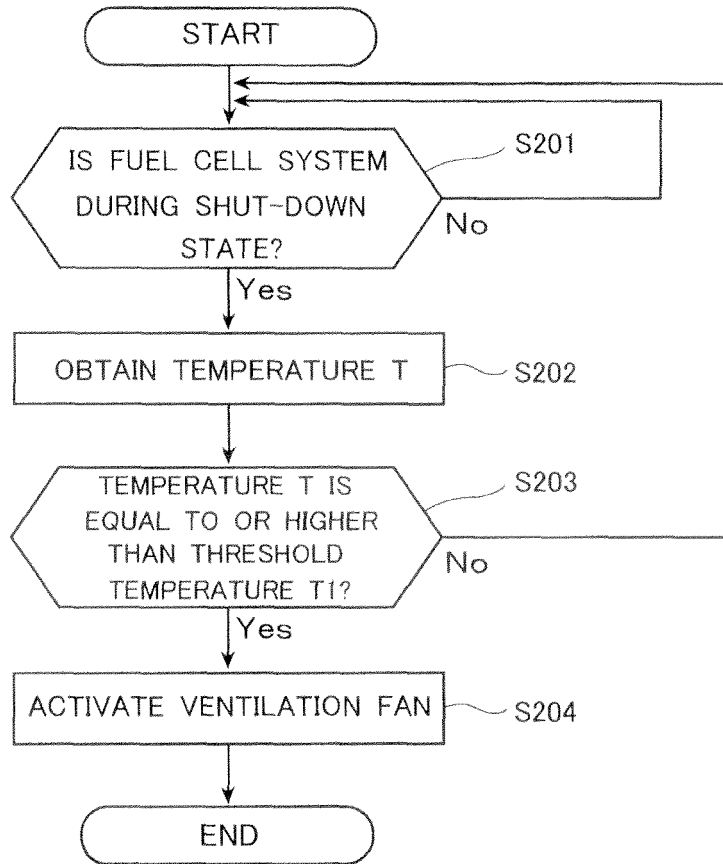 START
IS FUEL CELL SYSTEM
DURING SHUT-DOWN
STATE?
S201
No
Yes
OBTAIN TEMPERATURE T
S202
TEMPERATURE T IS
EQUAL TO OR HIGHER
THAN THRESHOLD
TEMPERATURE T1?
S203
No
Yes
ACTIVATE VENTILATION FAN
S204
END